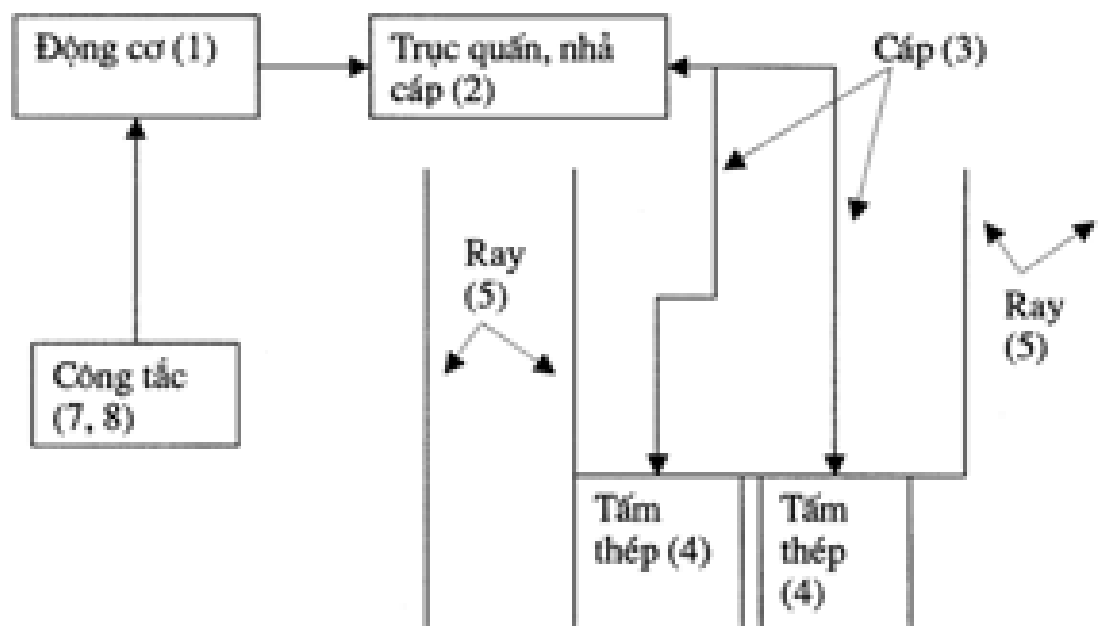 Động cơ (1)
Trục quấn, nhả
cáp (2)
Cáp (3)
Ray
(5)
Ray
(5)
Công tắc
(7, 8)
Tấm
thép (4)
Tấm
thép
(4)